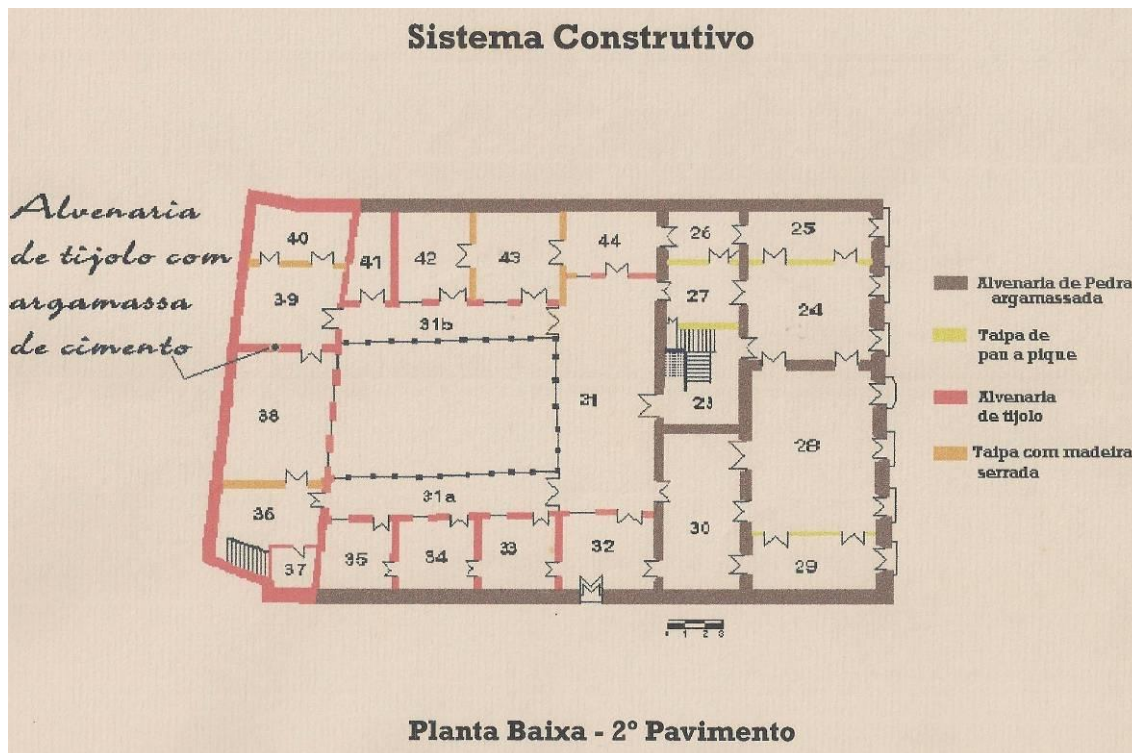 Sistema Construtivo
Alvenaria
de tijolo com
argamassa
de cimento
40
39
38
36
37
41
42
43
44
31b
31
31a
35
34
33
32
26
27
23
25
24
28
30
29
Alvenaria de Pedra
argamassada
Taipa de
pau a pique
Alvenaria
de tijolo
Taipa com madeira
serrada
Planta Baixa - 2º Pavimento